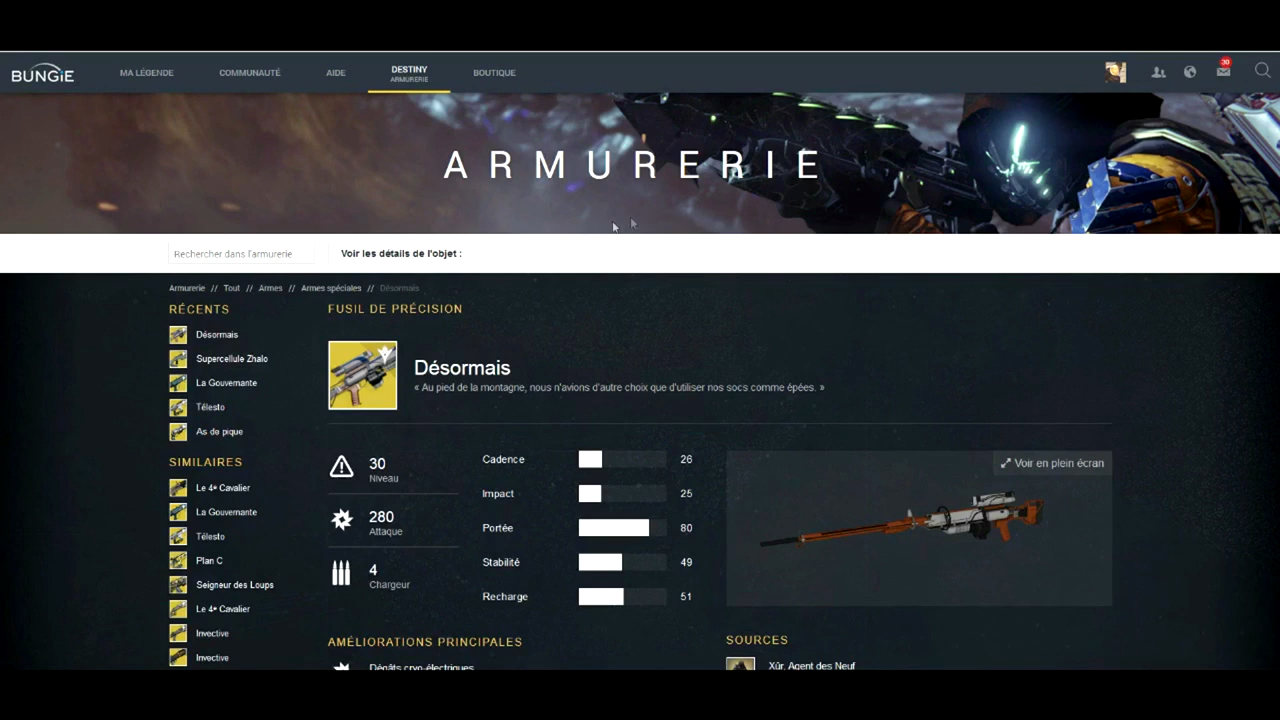 BUNGiE
MA LÉGENDE
COMMUNAUTÉ
AIDE
DESTINY
ARMURERIE
BOUTIQUE
30
ARMURERIE
Rechercher dans l'armurerie
Voir les détails de l'objet :
Armurerie // Tout // Armes // Armes spéciales // Désormais
RÉCENTS
Désormais
Supercellule Zhalo
La Gouvernante
Télesto
As de pique
SIMILAIRES
Le 4e Cavalier
La Gouvernante
Télesto
Plan C
Seigneur des Loups
Le 4e Cavalier
Invective
Invective
FUSIL DE PRÉCISION
Désormais
« Au pied de la montagne, nous n'avions d'autre choix que d'utiliser nos socs comme épées. »
30
Niveau
280
Attaque
4
Chargeur
Cadence 26
Impact 25
Portée 80
Stabilité 49
Recharge 51
Voir en plein écran
AMÉLIORATIONS PRINCIPALES
Dégâts cryo-électriques
SOURCES
Xûr, Agent des Neuf